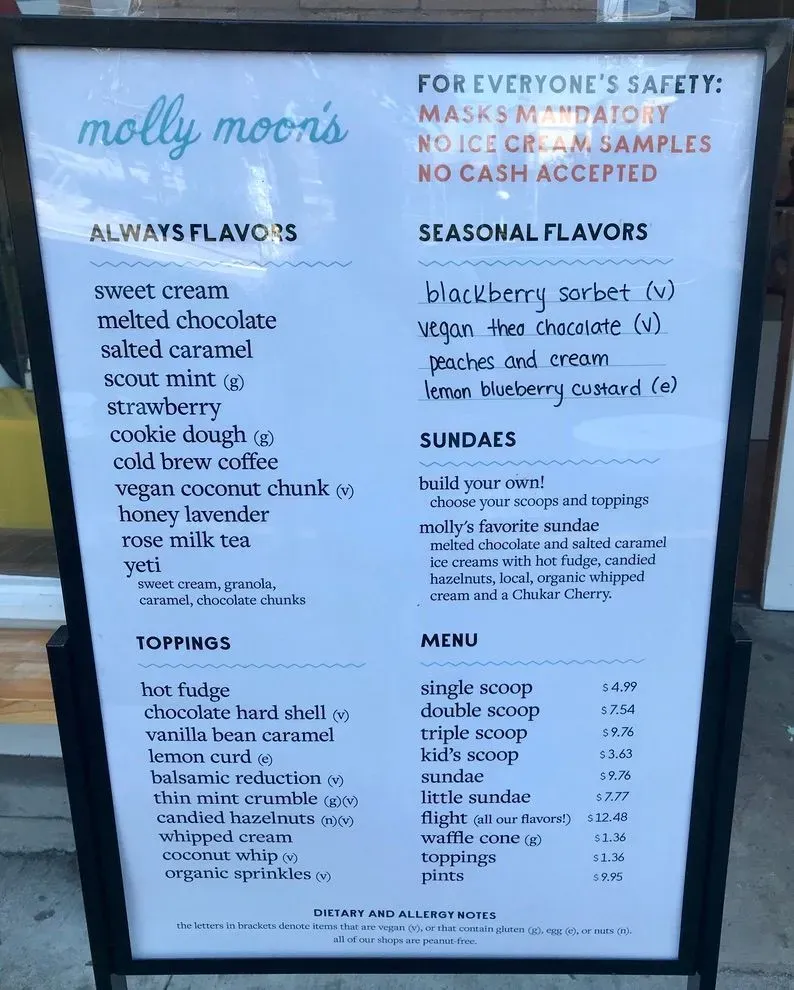 molly moon's
FOR EVERYONE'S SAFETY:
MASKS MANDATORY
NO ICE CREAM SAMPLES
NO CASH ACCEPTED
ALWAYS FLAVORS
sweet cream
melted chocolate
salted caramel
scout mint (g)
strawberry
cookie dough (g)
cold brew coffee
vegan coconut chunk (v)
honey lavender
rose milk tea
yeti
sweet cream, granola,
caramel, chocolate chunks
SEASONAL FLAVORS
blackberry sorbet (v)
vegan theo chocolate (v)
peaches and cream
lemon blueberry custard (e)
SUNDAES
build your own!
choose your scoops and toppings
molly's favorite sundae
melted chocolate and salted caramel
ice creams with hot fudge, candied
hazelnuts, local, organic whipped
cream and a Chukar Cherry.
TOPPINGS
hot fudge
chocolate hard shell (v)
vanilla bean caramel
lemon curd (e)
balsamic reduction (v)
thin mint crumble (g)(v)
candied hazelnuts (n)(v)
whipped cream
coconut whip (v)
organic sprinkles (v)
MENU
single scoop $4.99
double scoop $7.54
triple scoop $9.76
kid's scoop $3.63
sundae $9.76
little sundae $7.77
flight (all our flavors!) $12.48
waffle cone (g) $1.36
toppings $1.36
pints $9.95
DIETARY AND ALLERGY NOTES
the letters in brackets denote items that are vegan (v), or that contain gluten (g), egg (e), or nuts (n).
all of our shops are peanut-free.